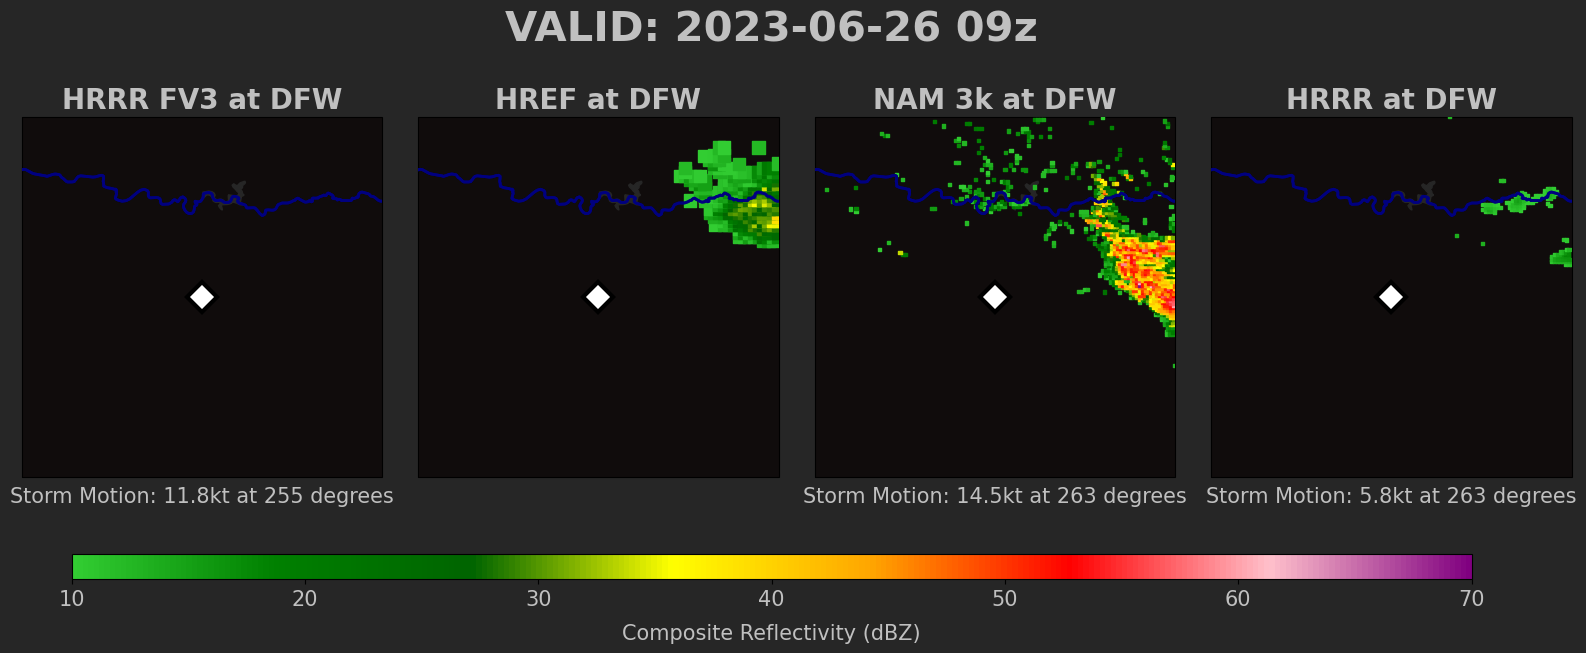 VALID: 2023-06-26 09z
HRRR FV3 at DFW
HREF at DFW
NAM 3k at DFW
HRRR at DFW
Storm Motion: 11.8kt at 255 degrees
Storm Motion: 14.5kt at 263 degrees
Storm Motion: 5.8kt at 263 degrees
10 20 30 40 50 60 70
Composite Reflectivity (dBZ)